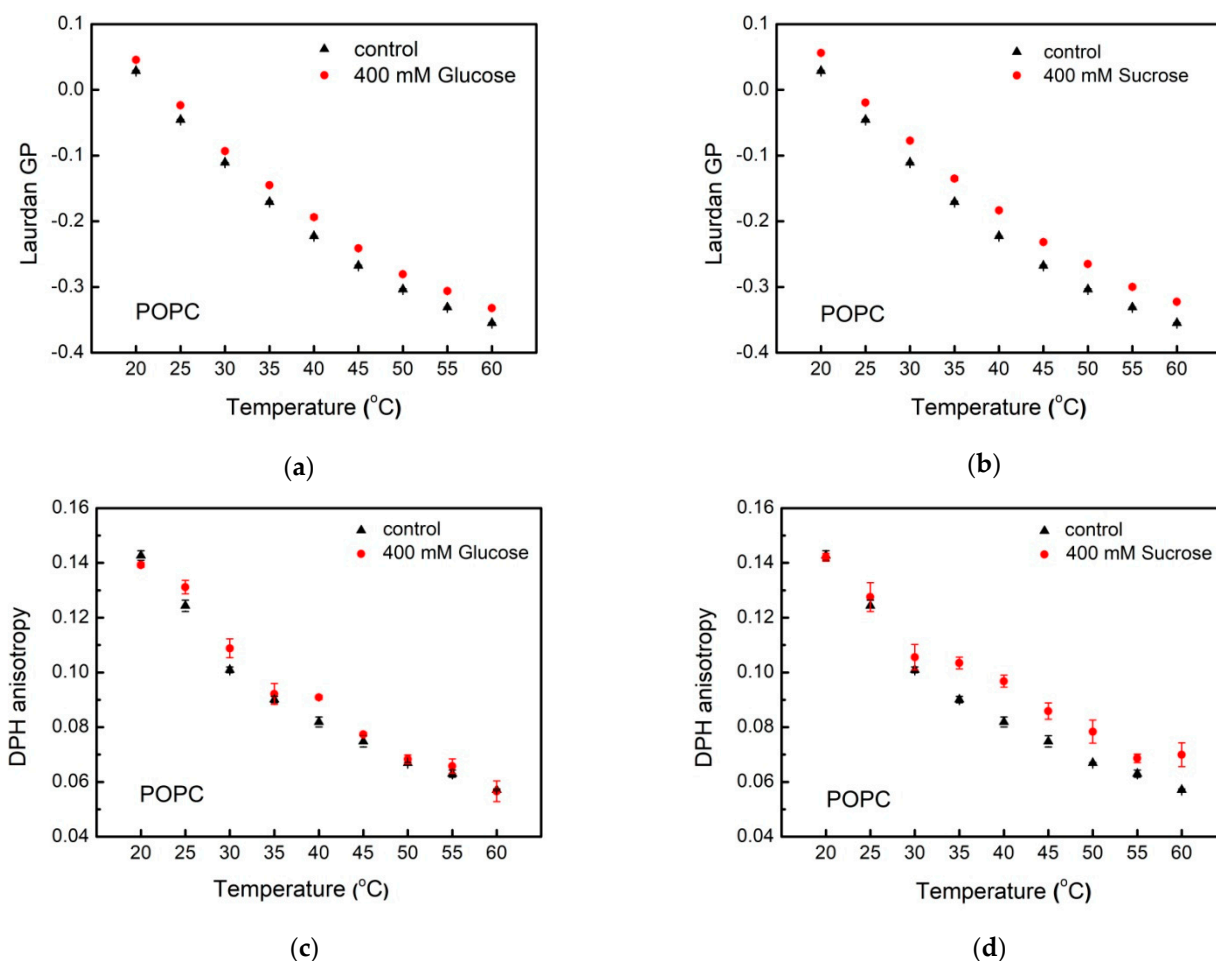 0.1
0.0
-0.1
-0.2
-0.3
-0.4
Laurdan GP
control
400 mM Glucose
POPC
20 25 30 35 40 45 50 55 60
Temperature (°C)
(a)
0.1
0.0
-0.1
-0.2
-0.3
-0.4
Laurdan GP
control
400 mM Sucrose
POPC
20 25 30 35 40 45 50 55 60
Temperature (°C)
(b)
0.16
0.14
0.12
0.10
0.08
0.06
0.04
DPH anisotropy
control
400 mM Glucose
POPC
20 25 30 35 40 45 50 55 60
Temperature (°C)
(c)
0.16
0.14
0.12
0.10
0.08
0.06
0.04
DPH anisotropy
control
400 mM Sucrose
POPC
20 25 30 35 40 45 50 55 60
Temperature (°C)
(d)